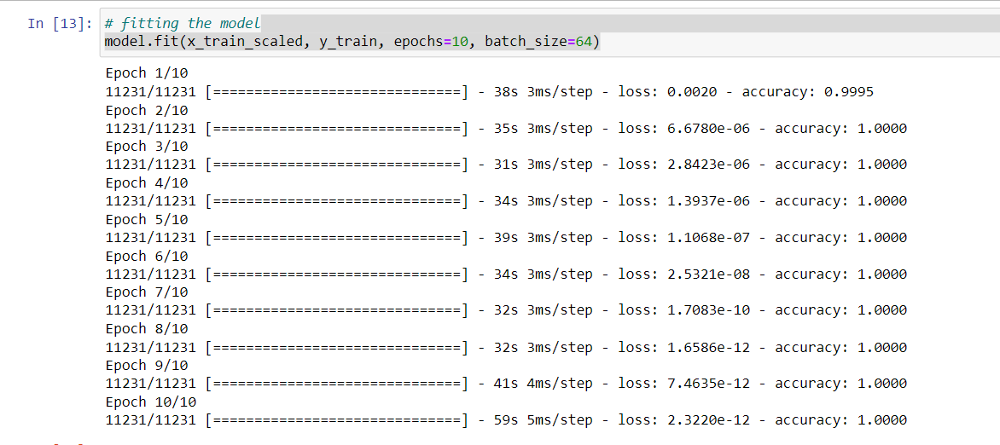 In [13]: # fitting the model
model.fit(x_train_scaled, y_train, epochs=10, batch_size=64)
Epoch 1/10
11231/11231 [==============================] - 38s 3ms/step - loss: 0.0020 - accuracy: 0.9995
Epoch 2/10
11231/11231 [==============================] - 35s 3ms/step - loss: 6.6780e-06 - accuracy: 1.0000
Epoch 3/10
11231/11231 [==============================] - 31s 3ms/step - loss: 2.8423e-06 - accuracy: 1.0000
Epoch 4/10
11231/11231 [==============================] - 34s 3ms/step - loss: 1.3937e-06 - accuracy: 1.0000
Epoch 5/10
11231/11231 [==============================] - 39s 3ms/step - loss: 1.1068e-07 - accuracy: 1.0000
Epoch 6/10
11231/11231 [==============================] - 34s 3ms/step - loss: 2.5321e-08 - accuracy: 1.0000
Epoch 7/10
11231/11231 [==============================] - 32s 3ms/step - loss: 1.7083e-10 - accuracy: 1.0000
Epoch 8/10
11231/11231 [==============================] - 32s 3ms/step - loss: 1.6586e-12 - accuracy: 1.0000
Epoch 9/10
11231/11231 [==============================] - 41s 4ms/step - loss: 7.4635e-12 - accuracy: 1.0000
Epoch 10/10
11231/11231 [==============================] - 59s 5ms/step - loss: 2.3220e-12 - accuracy: 1.0000